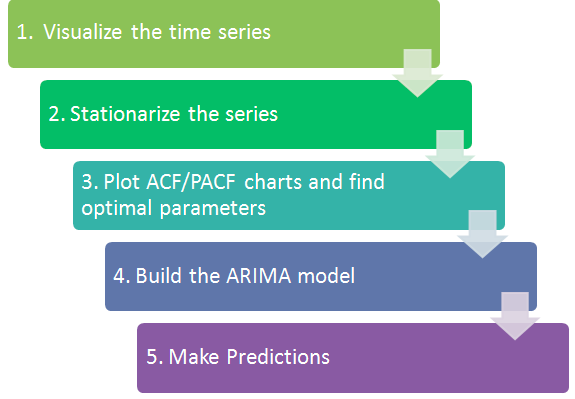 1. Visualize the time series
2. Stationarize the series
3. Plot ACF/PACF charts and find
optimal parameters
4. Build the ARIMA model
5. Make Predictions